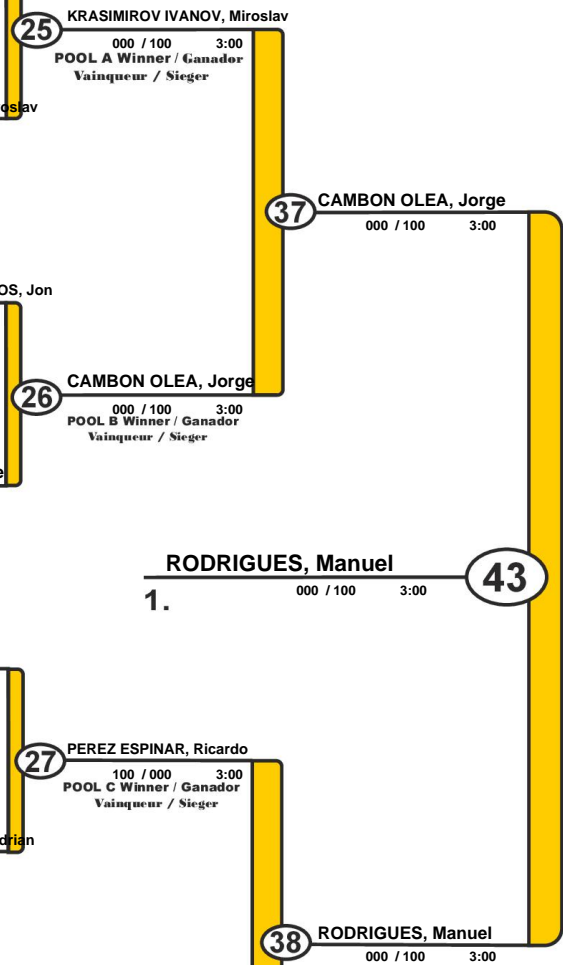 KRASIMIROV IVANOV, Miroslav
25
000 / 100 3:00
POOL A Winner / Ganador
Vainqueur / Sieger
CAMBON OLEA, Jorge
37
000 / 100 3:00
OS, Jon
CAMBON OLEA, Jorge
26
000 / 100 3:00
POOL B Winner / Ganador
Vainqueur / Sieger
RODRIGUES, Manuel
43
1.
000 / 100 3:00
PEREZ ESPINAR, Ricardo
27
100 / 000 3:00
POOL C Winner / Ganador
Vainqueur / Sieger
RODRIGUES, Manuel
38
000 / 100 3:00